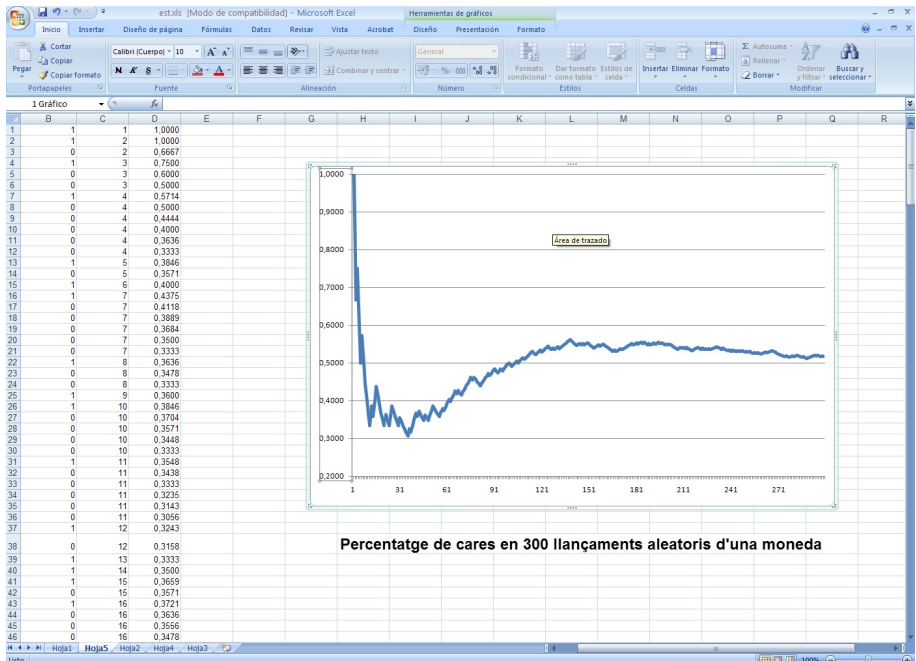 est.xls [Modo de compatibilidad] - Microsoft Excel
Herramientas de gráficos
Inicio Insertar Diseño de página Fórmulas Datos Revisar Vista Acrobat Diseño Presentación Formato
Pegar
Cortar
Copiar
Copiar formato
Portapapeles
Calibri (Cuerpo) 10
N K S
Fuente
Ajustar texto
Combinar y centrar
Alineación
General
% 000
Número
Formato condicional
Dar formato como tabla
Estilos de celda
Estilos
Insertar Eliminar Formato
Celdas
Σ Autosuma
Rellenar
Borrar
Ordenar y filtrar
Buscar y seleccionar
Modificar
1 Gráfico fx
B C D E F G H I J K L M N O P Q R
1 1 1 1,0000
2 1 2 1,0000
3 0 2 0,6667
4 1 3 0,7500
5 0 3 0,6000
6 0 3 0,5000
7 1 4 0,5714
8 0 4 0,5000
9 0 4 0,4444
10 0 4 0,4000
11 0 4 0,3636
12 0 4 0,3333
13 1 5 0,3846
14 0 5 0,3571
15 1 6 0,4000
16 1 7 0,4375
17 0 7 0,4118
18 0 7 0,3889
19 0 7 0,3684
20 0 7 0,3500
21 0 7 0,3333
22 1 8 0,3636
23 0 8 0,3478
24 0 8 0,3333
25 1 9 0,3600
26 1 10 0,3846
27 0 10 0,3704
28 0 10 0,3571
29 0 10 0,3448
30 0 10 0,3333
31 1 11 0,3548
32 0 11 0,3438
33 0 11 0,3333
34 0 11 0,3235
35 0 11 0,3143
36 0 11 0,3056
37 1 12 0,3243
38 0 12 0,3158
39 1 13 0,3333
40 1 14 0,3500
41 1 15 0,3659
42 0 15 0,3571
43 1 16 0,3721
44 0 16 0,3636
45 0 16 0,3556
46 0 16 0,3478
1,0000
0,9000
Área de trazado
0,8000
0,7000
0,6000
0,5000
0,4000
0,3000
0,2000
1 31 61 91 121 151 181 211 241 271
Percentatge de cares en 300 llançaments aleatoris d'una moneda
Hoja1 Hoja5 Hoja2 Hoja4 Hoja3
Listo
100%